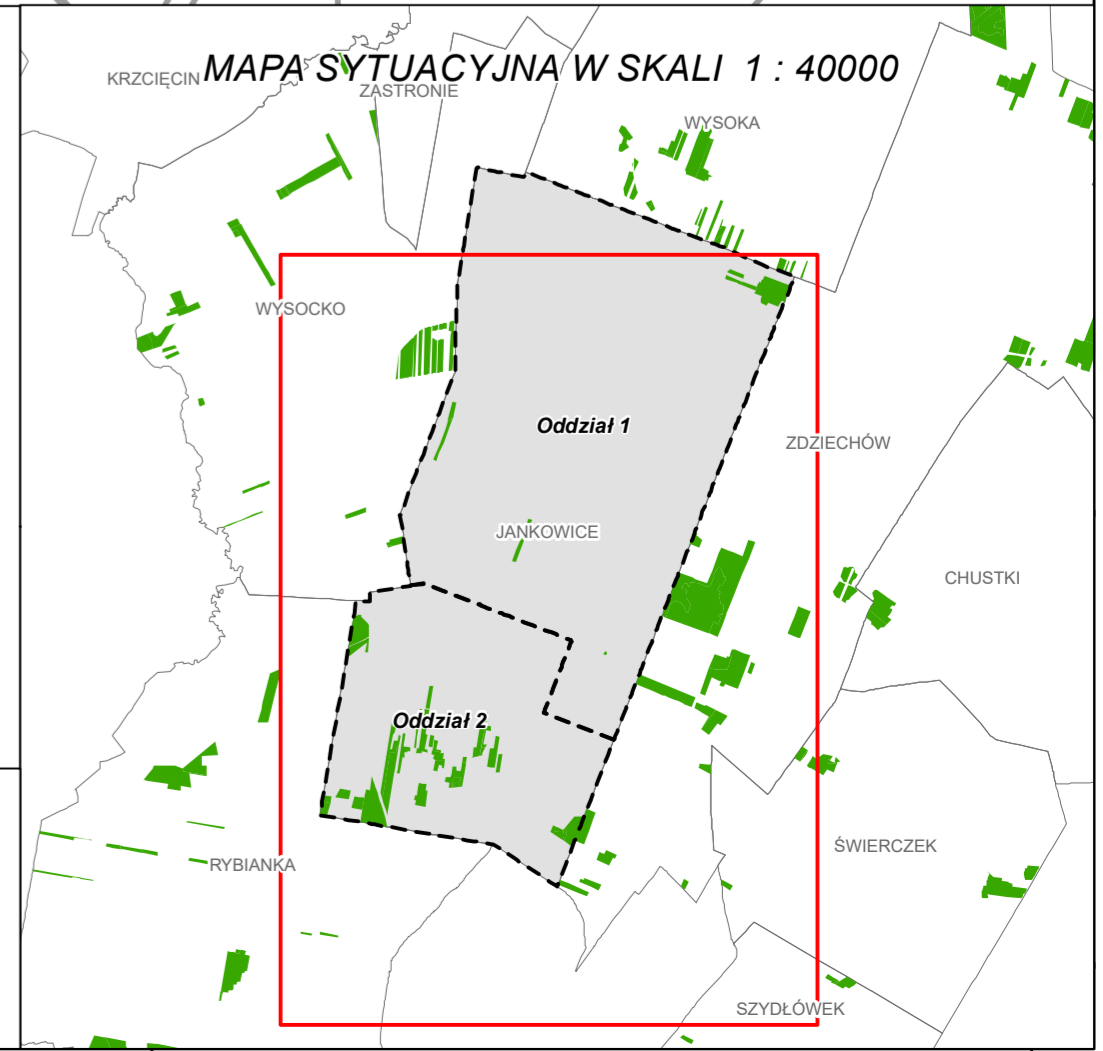 MAPA SYTUACYJNA W SKALI 1 : 40000
KRZCIĘCIN
ZASTRONIE
WYSOKA
WYSOCKO
Oddział 1
ZDZIECHÓW
JANKOWICE
CHUSTKI
Oddział 2
ŚWIERCZEK
RYBIANKA
SZYDŁÓWEK